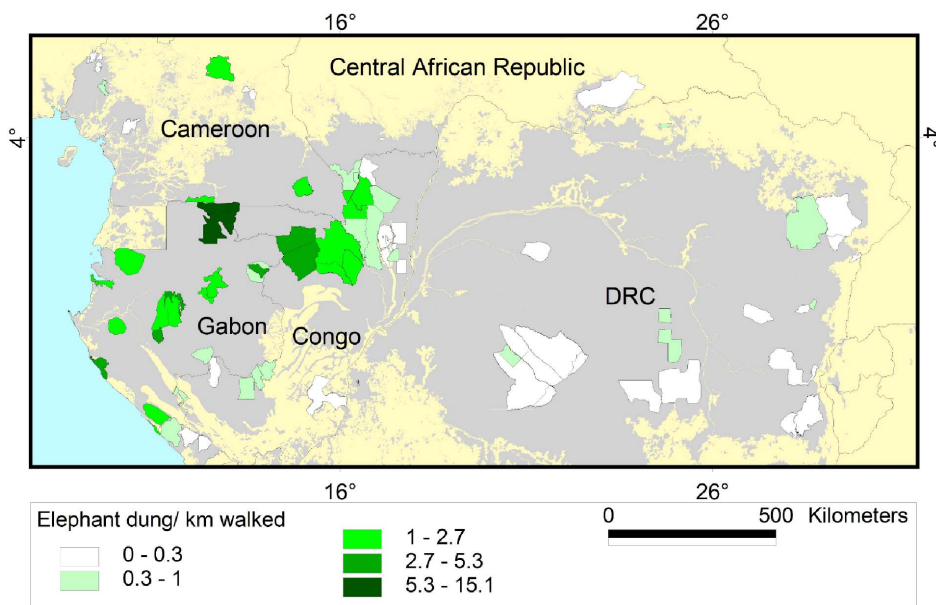 16° 26°
Central African Republic
Cameroon
4° 4°
DRC
Gabon
Congo
16° 26°
Elephant dung/ km walked
0 - 0.3
0.3 - 1
1 - 2.7
2.7 - 5.3
5.3 - 15.1
0 500 Kilometers